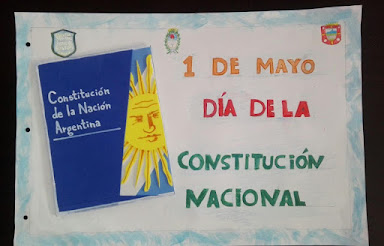 1 DE MAYO
DÍA DE LA
CONSTITUCIÓN
NACIONAL
Constitución
de la Nación
Argentina